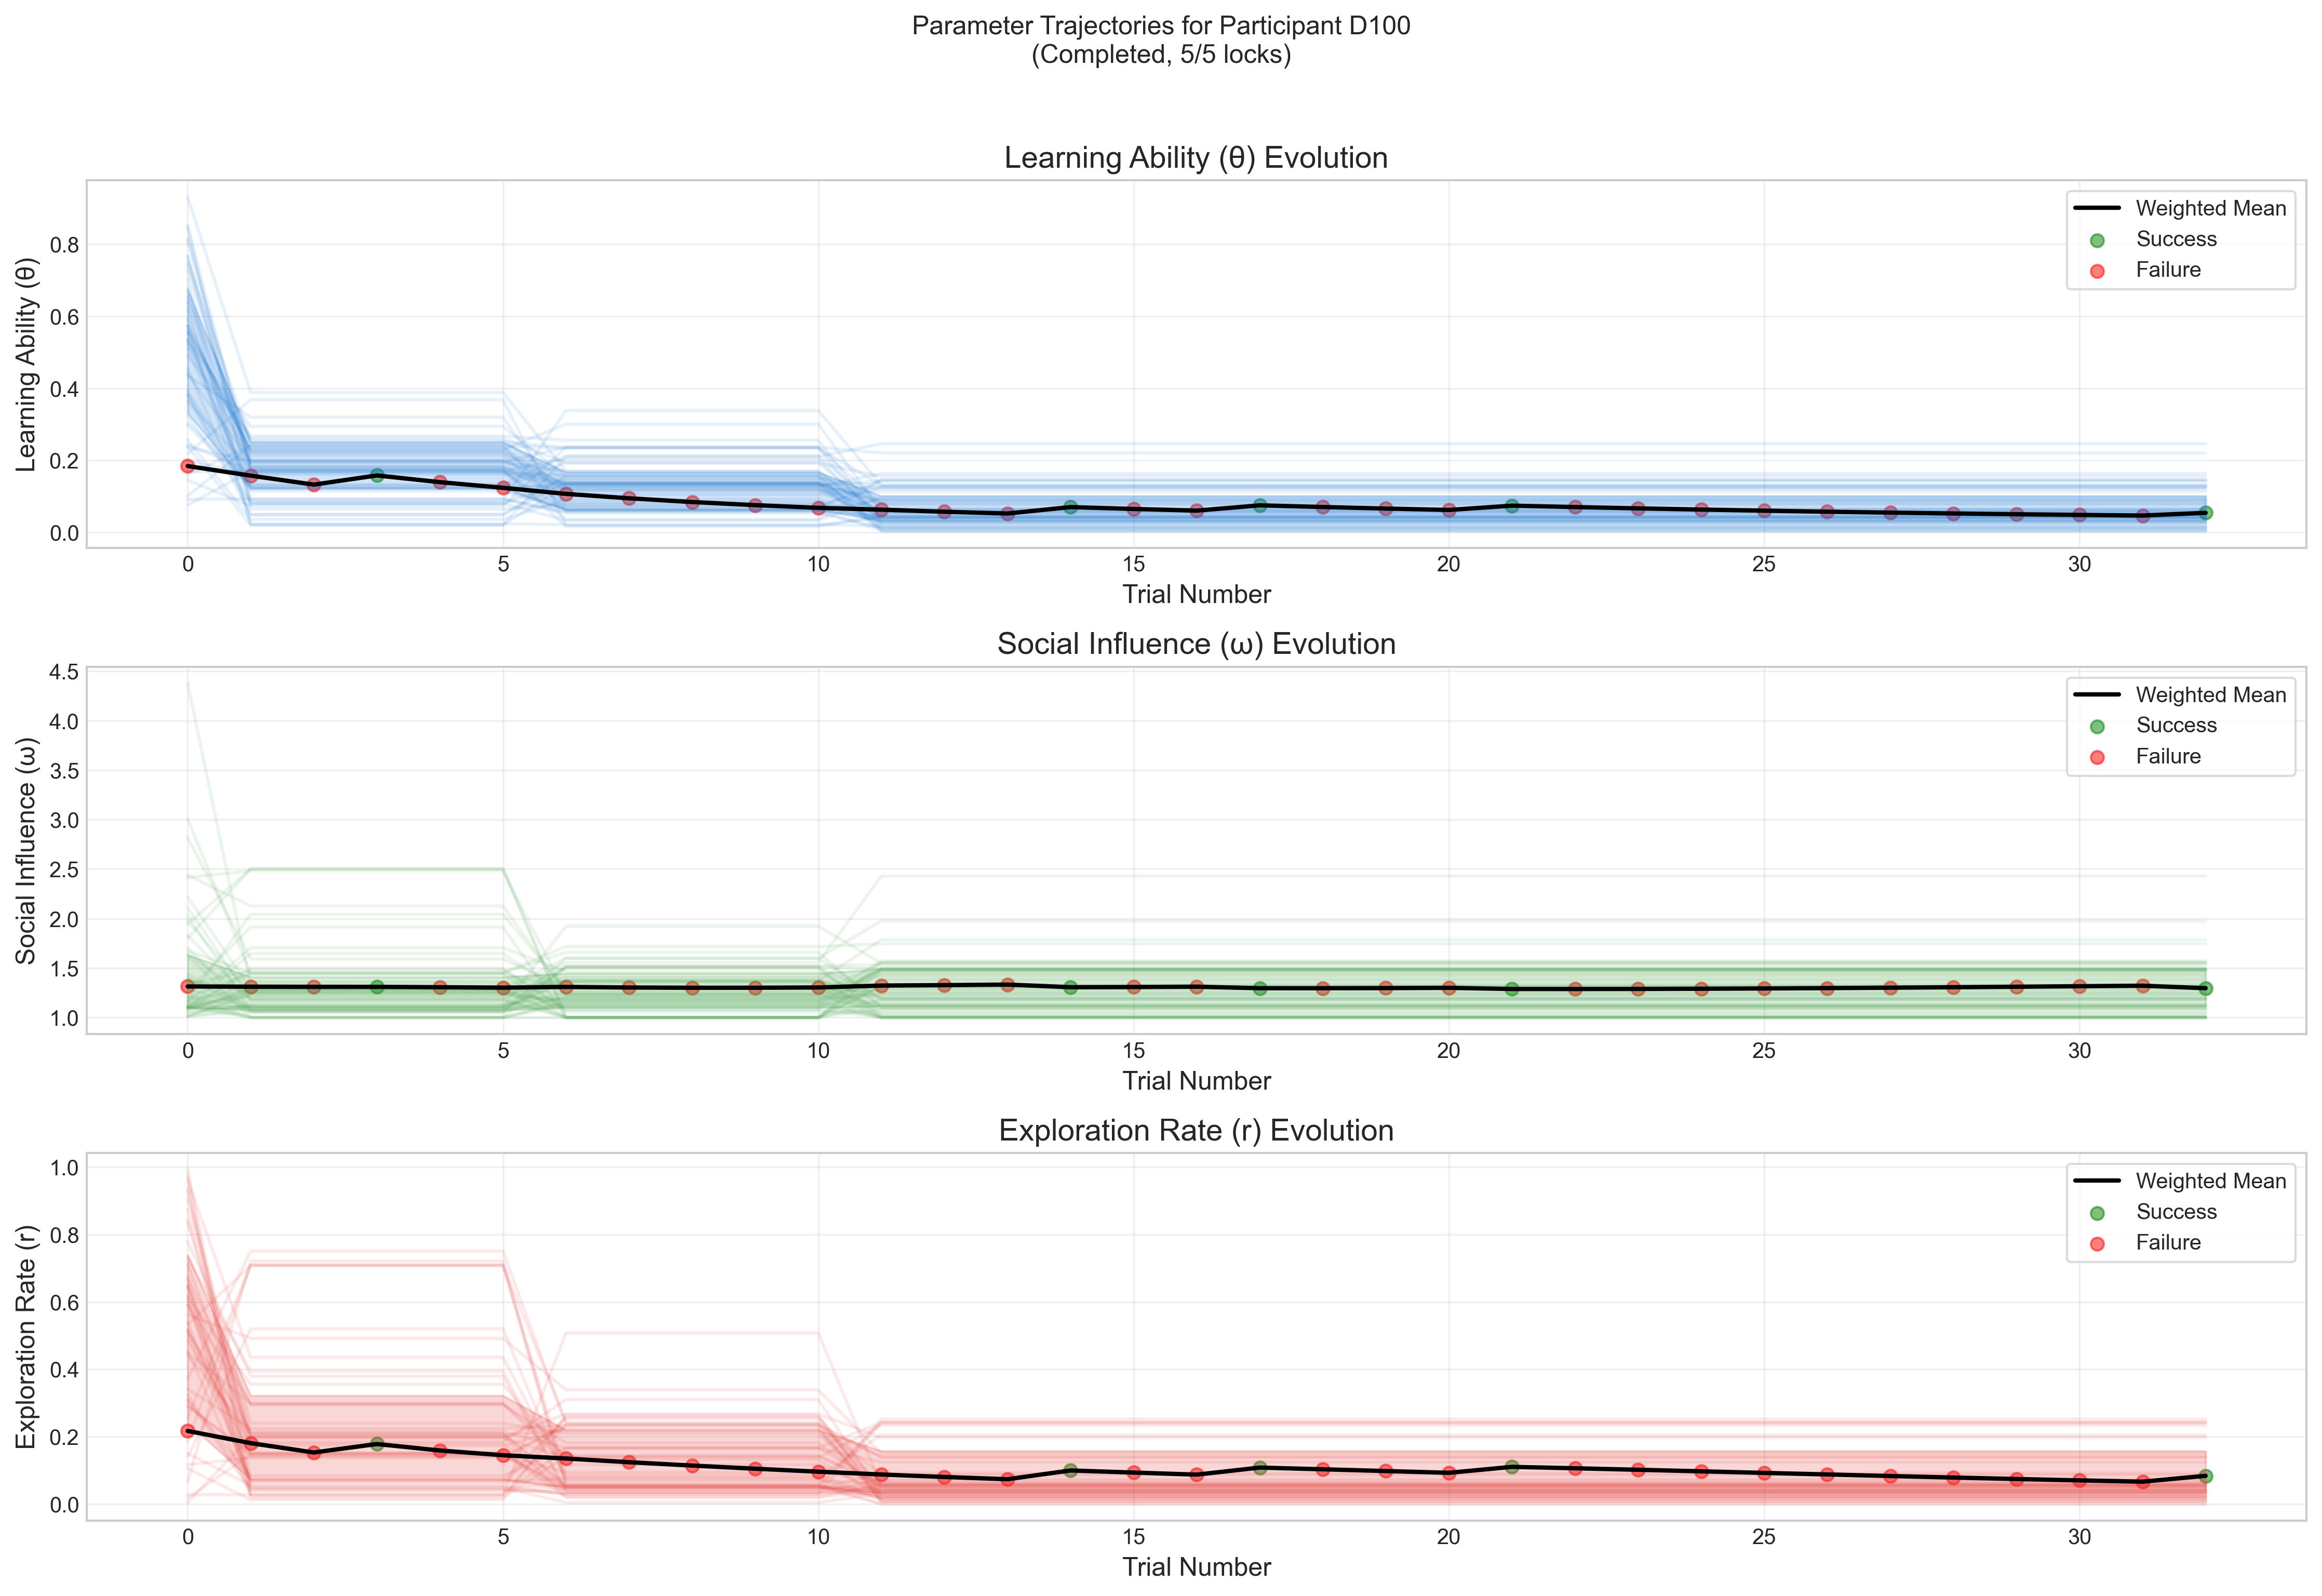 Parameter Trajectories for Participant D100
(Completed, 5/5 locks)
Learning Ability (θ) Evolution
Learning Ability (θ)
0.8
0.6
0.4
0.2
0.0
Weighted Mean
Success
Failure
0 5 10 15 20 25 30
Trial Number
Social Influence (ω) Evolution
Social Influence (ω)
4.5
4.0
3.5
3.0
2.5
2.0
1.5
1.0
Weighted Mean
Success
Failure
0 5 10 15 20 25 30
Trial Number
Exploration Rate (r) Evolution
Exploration Rate (r)
1.0
0.8
0.6
0.4
0.2
0.0
Weighted Mean
Success
Failure
0 5 10 15 20 25 30
Trial Number